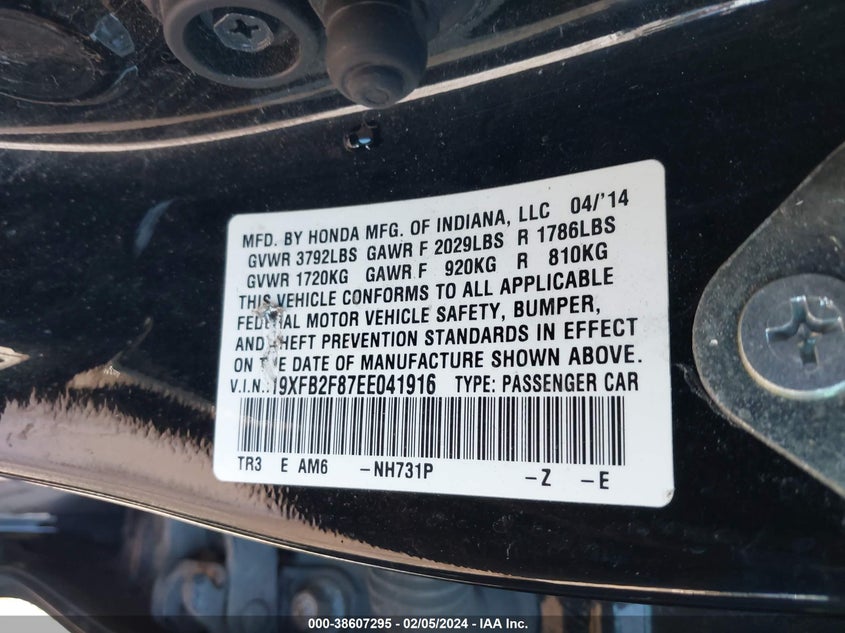 MFD. BY HONDA MFG. OF INDIANA, LLC 04/'14
GVWR 3792LBS GAWR F 2029LBS R 1786LBS
GVWR 1720KG GAWR F 920KG R 810KG
THIS VEHICLE CONFORMS TO ALL APPLICABLE
FEDERAL MOTOR VEHICLE SAFETY, BUMPER,
AND THEFT PREVENTION STANDARDS IN EFFECT
ON THE DATE OF MANUFACTURE SHOWN ABOVE.
V.I.N.: 19XFB2F87EE041916 TYPE: PASSENGER CAR
TR3 E AM6 -NH731P -Z -E
000-38607295 - 02/05/2024 - IAA Inc.